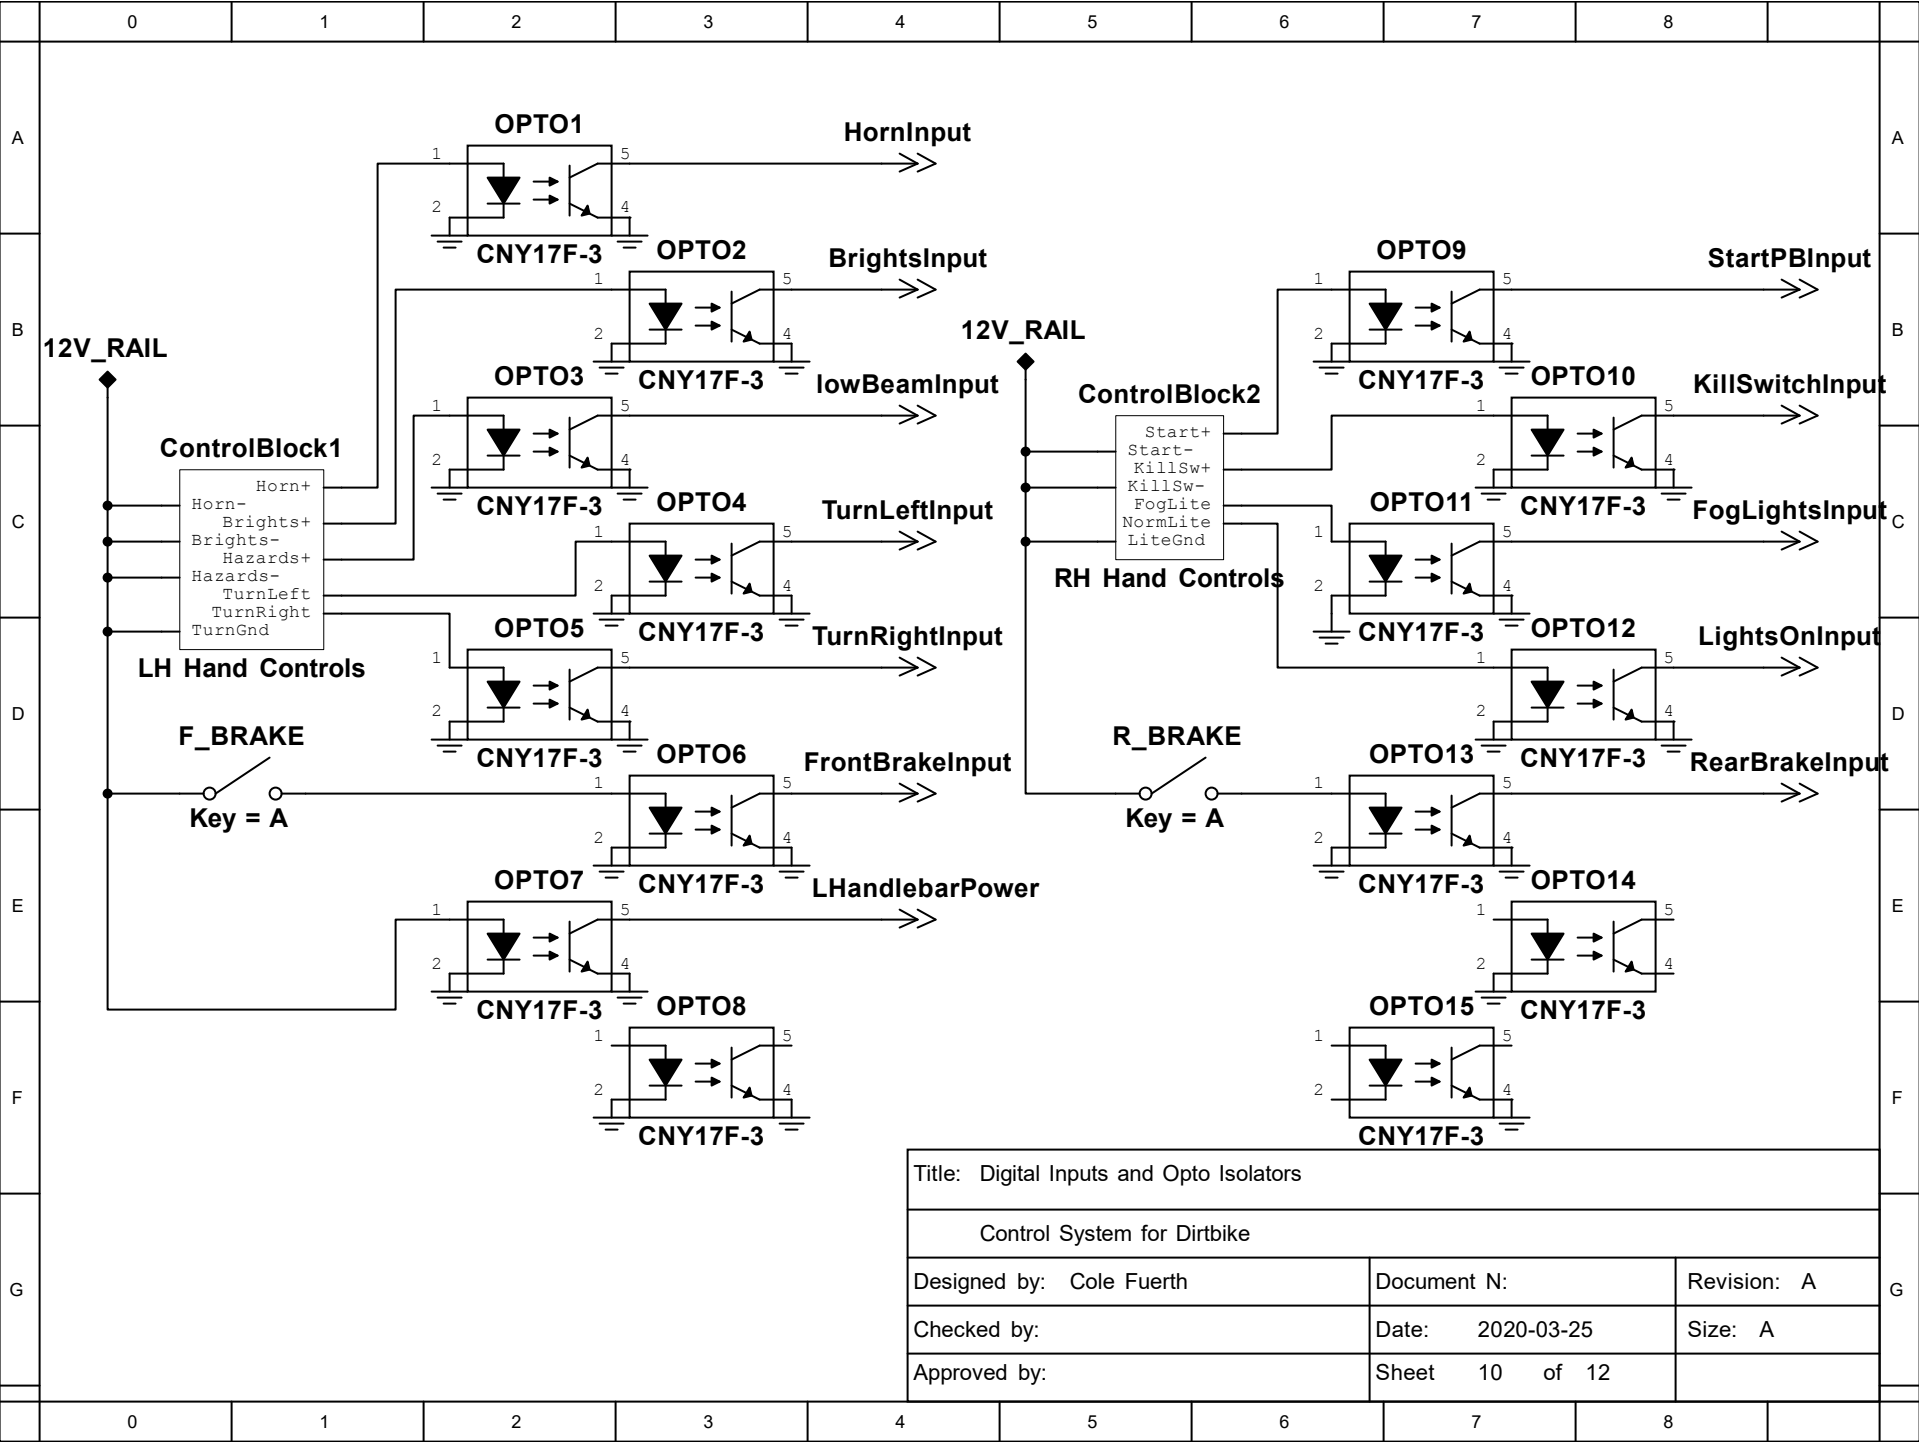 0 1 2 3 4 5 6 7 8
A A
B B
C C
D D
E E
F F
G G
OPTO1
1 5
2 4
CNY17F-3
HornInput
OPTO2
1 5
2 4
CNY17F-3
BrightsInput
12V_RAIL
OPTO3
1 5
2 4
CNY17F-3
lowBeamInput
ControlBlock1
Horn+
Horn-
Brights+
Brights-
Hazards+
Hazards-
TurnLeft
TurnRight
TurnGnd
LH Hand Controls
OPTO4
1 5
2 4
CNY17F-3
TurnLeftInput
OPTO5
1 5
2 4
CNY17F-3
TurnRightInput
F_BRAKE
Key = A
OPTO6
1 5
2 4
CNY17F-3
FrontBrakeInput
OPTO7
1 5
2 4
CNY17F-3
LHandlebarPower
OPTO8
1 5
2 4
CNY17F-3
12V_RAIL
ControlBlock2
Start+
Start-
KillSw+
KillSw-
FogLite
NormLite
LiteGnd
RH Hand Controls
OPTO9
1 5
2 4
CNY17F-3
StartPBInput
OPTO10
1 5
2 4
CNY17F-3
KillSwitchInput
OPTO11
1 5
2 4
CNY17F-3
FogLightsInput
OPTO12
1 5
2 4
CNY17F-3
LightsOnInput
R_BRAKE
Key = A
OPTO13
1 5
2 4
CNY17F-3
RearBrakeInput
OPTO14
1 5
2 4
CNY17F-3
OPTO15
1 5
2 4
CNY17F-3
Title: Digital Inputs and Opto Isolators
Control System for Dirtbike
Designed by: Cole Fuerth
Document N:
Revision: A
Checked by:
Date: 2020-03-25
Size: A
Approved by:
Sheet 10 of 12
0 1 2 3 4 5 6 7 8